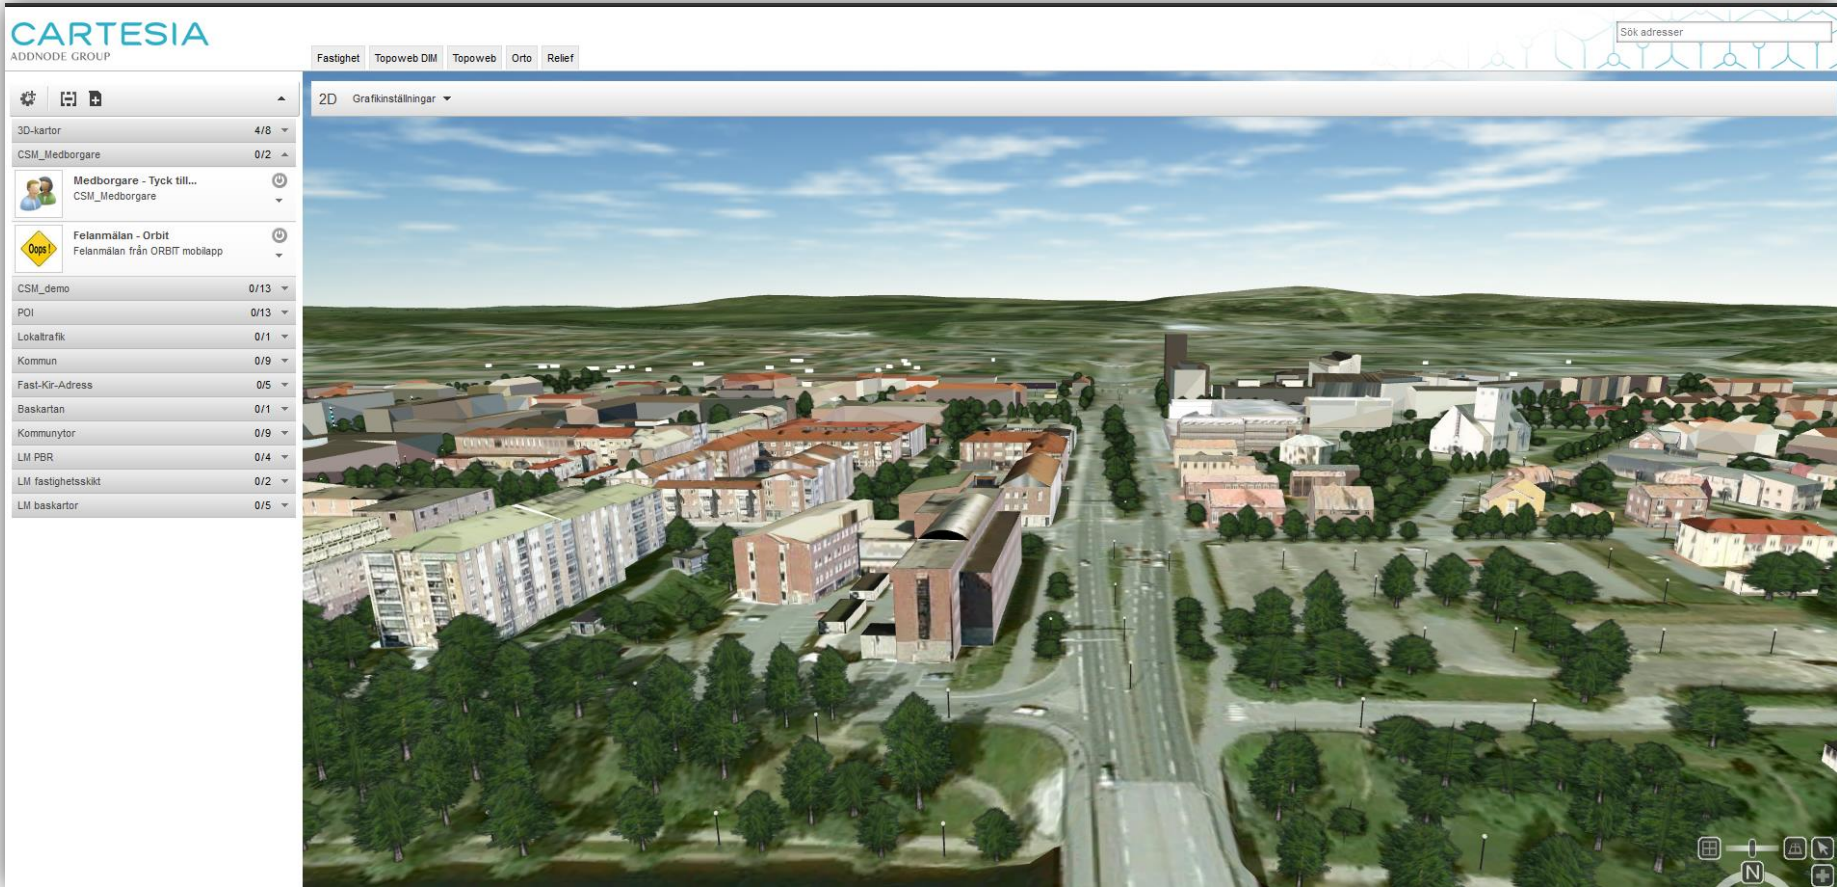 CARTESIA
ADDNODE GROUP
Sök adresser
Fastighet Topoweb DIM Topoweb Orto Relief
2D Grafikinställningar
3D-kartor 4/8
CSM_Medborgare 0/2
Medborgare - Tyck till...
CSM_Medborgare
Oops !
Felanmälan - Orbit
Felanmälan från ORBIT mobilapp
CSM_demo 0/13
POI 0/13
Lokaltrafik 0/1
Kommun 0/9
Fast-Kir-Adress 0/5
Baskartan 0/1
Kommunytor 0/9
LM PBR 0/4
LM fastighetsskikt 0/2
LM baskartor 0/5
N